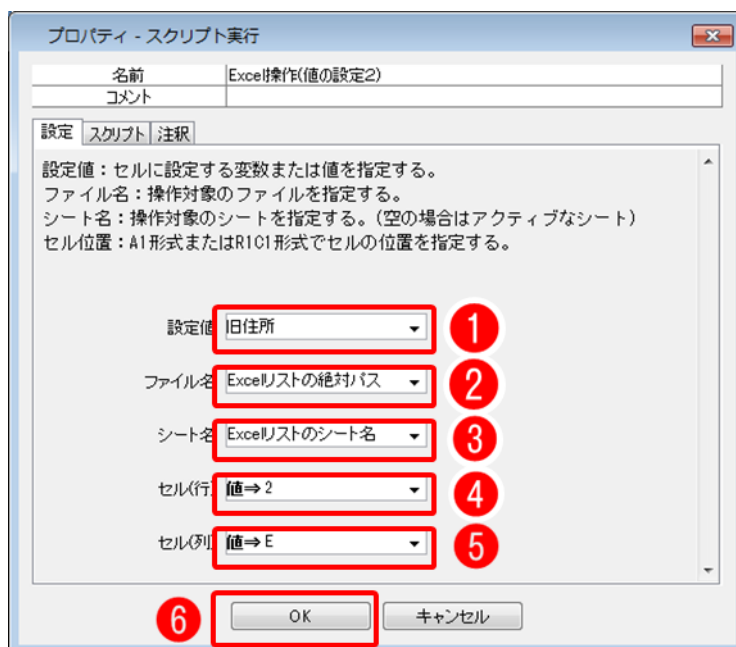 プロパティ - スクリプト実行
名前 Excel操作(値の設定2)
コメント
設定 スクリプト 注釈
設定値：セルに設定する変数または値を指定する。
ファイル名：操作対象のファイルを指定する。
シート名：操作対象のシートを指定する。(空の場合はアクティブなシート)
セル位置：A1形式またはR1C1形式でセルの位置を指定する。
設定値 旧住所 1
ファイル名 Excelリストの絶対パス 2
シート名 Excelリストのシート名 3
セル(行) 値⇒2 4
セル(列) 値⇒E 5
6 OK キャンセル